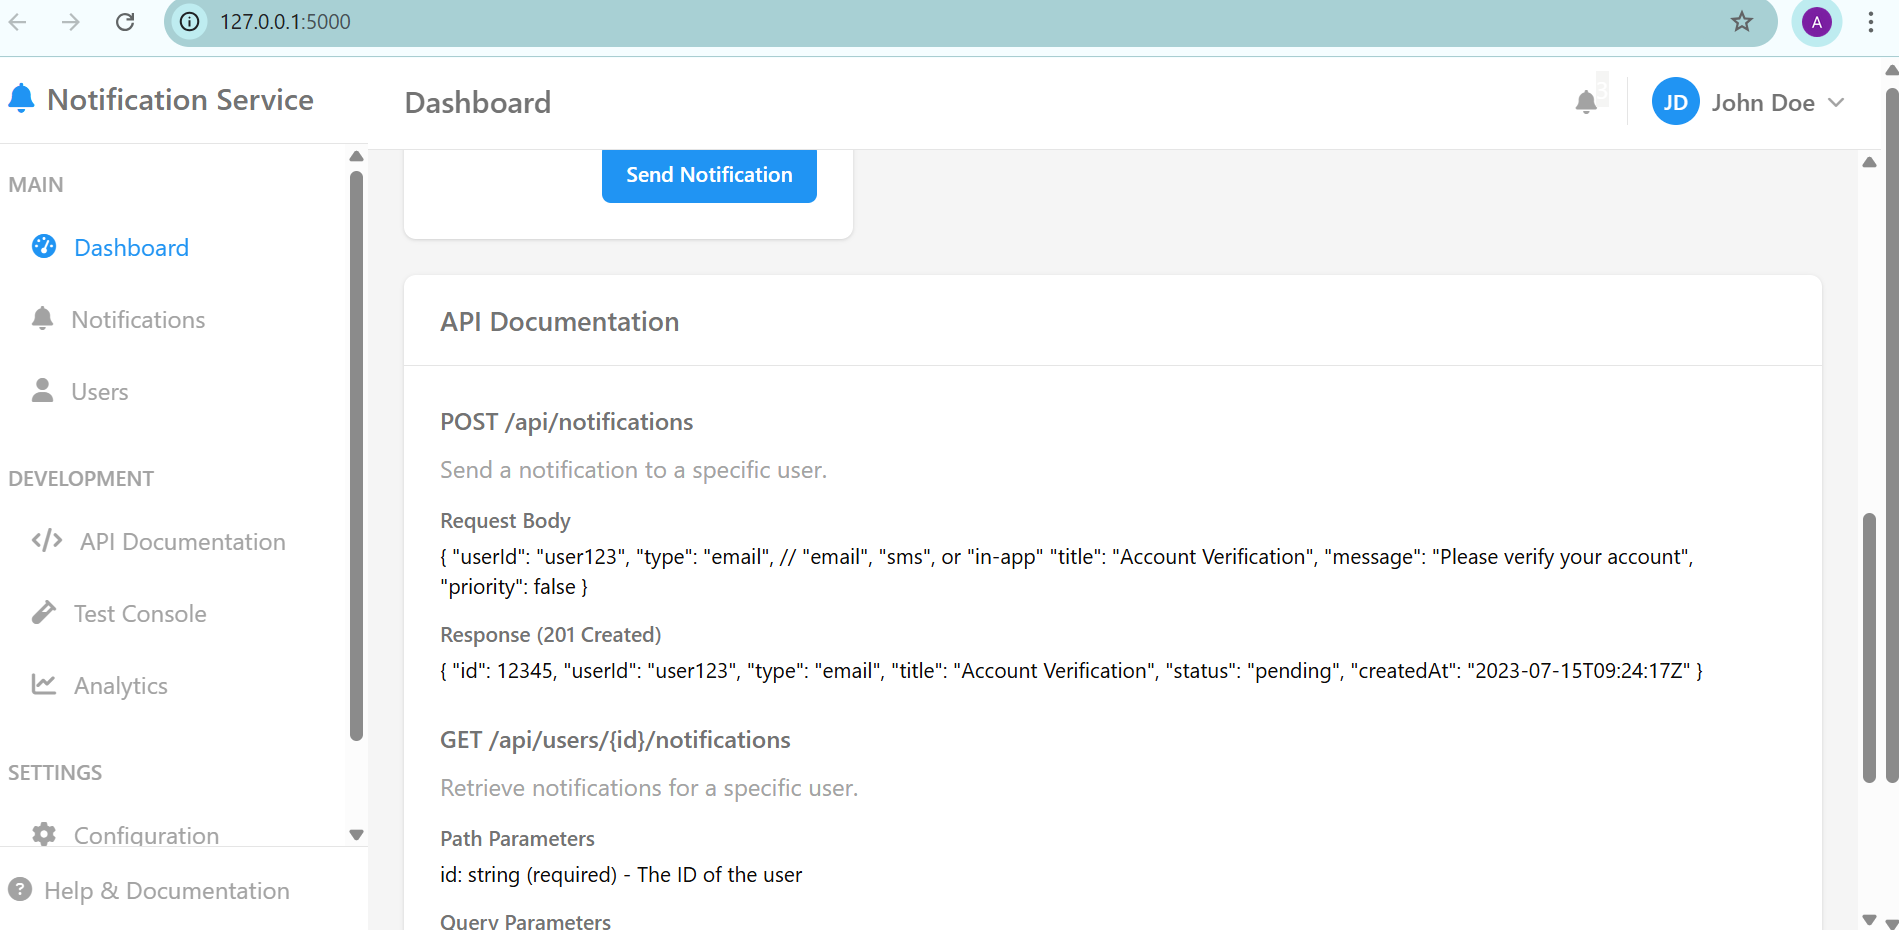 127.0.0.1:5000
A
Notification Service
Dashboard
3
JD
John Doe
MAIN
Dashboard
Notifications
Users
DEVELOPMENT
</> API Documentation
Test Console
Analytics
SETTINGS
Configuration
Help & Documentation
Send Notification
API Documentation
POST /api/notifications
Send a notification to a specific user.
Request Body
{ "userId": "user123", "type": "email", // "email", "sms", or "in-app" "title": "Account Verification", "message": "Please verify your account",
"priority": false }
Response (201 Created)
{ "id": 12345, "userId": "user123", "type": "email", "title": "Account Verification", "status": "pending", "createdAt": "2023-07-15T09:24:17Z" }
GET /api/users/{id}/notifications
Retrieve notifications for a specific user.
Path Parameters
id: string (required) - The ID of the user
Query Parameters